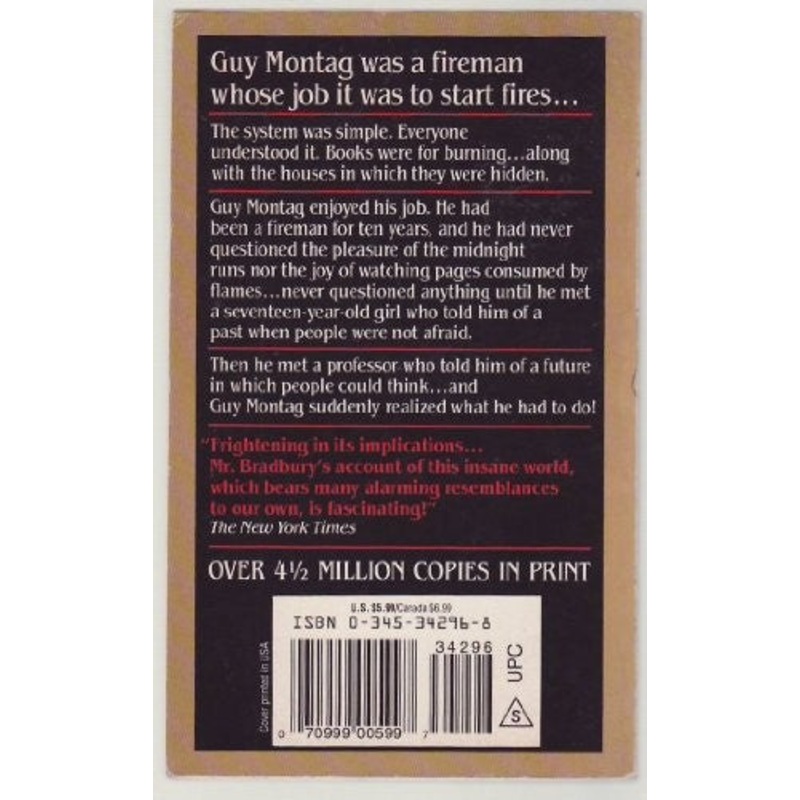 Guy Montag was a fireman
whose job it was to start fires...
The system was simple. Everyone
understood it. Books were for burning...along
with the houses in which they were hidden.
Guy Montag enjoyed his job. He had
been a fireman for ten years, and he had never
questioned the pleasure of the midnight
runs nor the joy of watching pages consumed by
flames...never questioned anything until he met
a seventeen-year-old girl who told him of a
past when people were not afraid.
Then he met a professor who told him of a future
in which people could think...and
Guy Montag suddenly realized what he had to do!
"Frightening in its implications...
Mr. Bradbury's account of this insane world,
which bears many alarming resemblances
to our own, is fascinating!"
The New York Times
OVER 4½ MILLION COPIES IN PRINT
U.S. $5.99/Canada $6.99
ISBN 0-345-34296-8
34296
UPC
S
Cover printed in USA
0 70999 00599 7